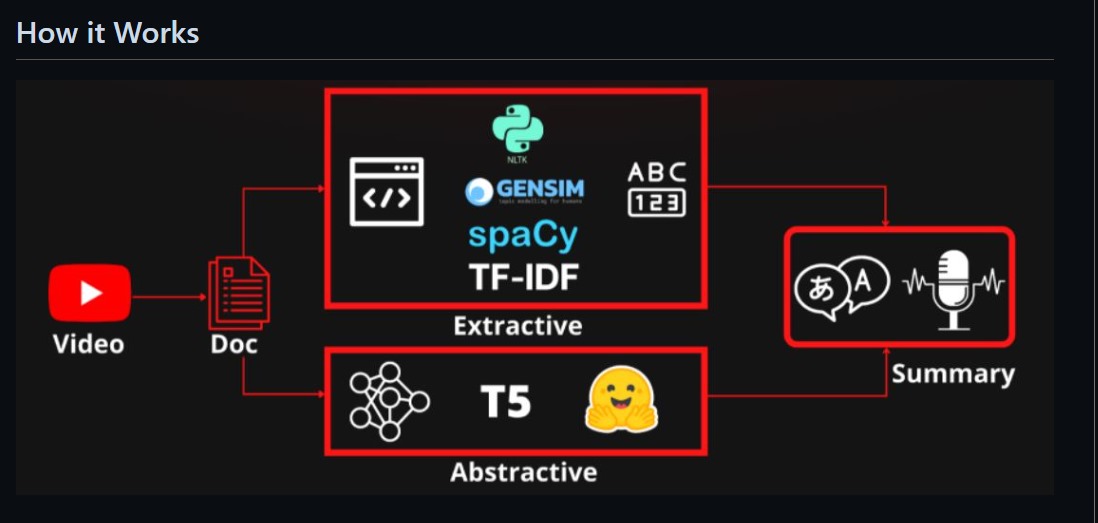 How it Works
NLTK
</>
GENSIM
topic modelling for humans
spaCy
TF-IDF
ABC
123
Extractive
Video
Doc
T5
Abstractive
あ A
Summary